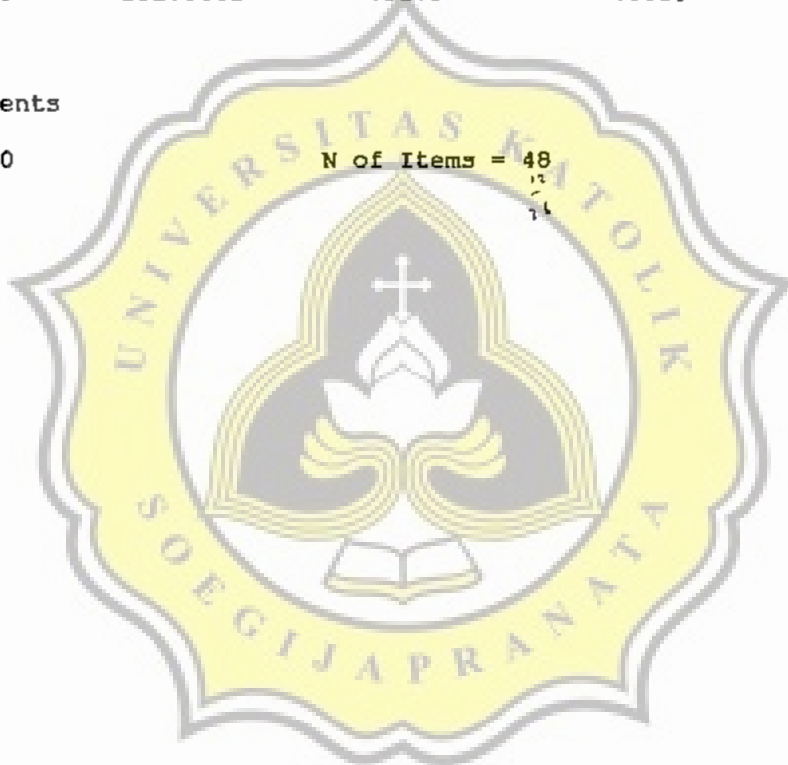 ents
0 N of Items = 48
UNIVERSITAS KATOLIK
SOEGIJAPRANATA